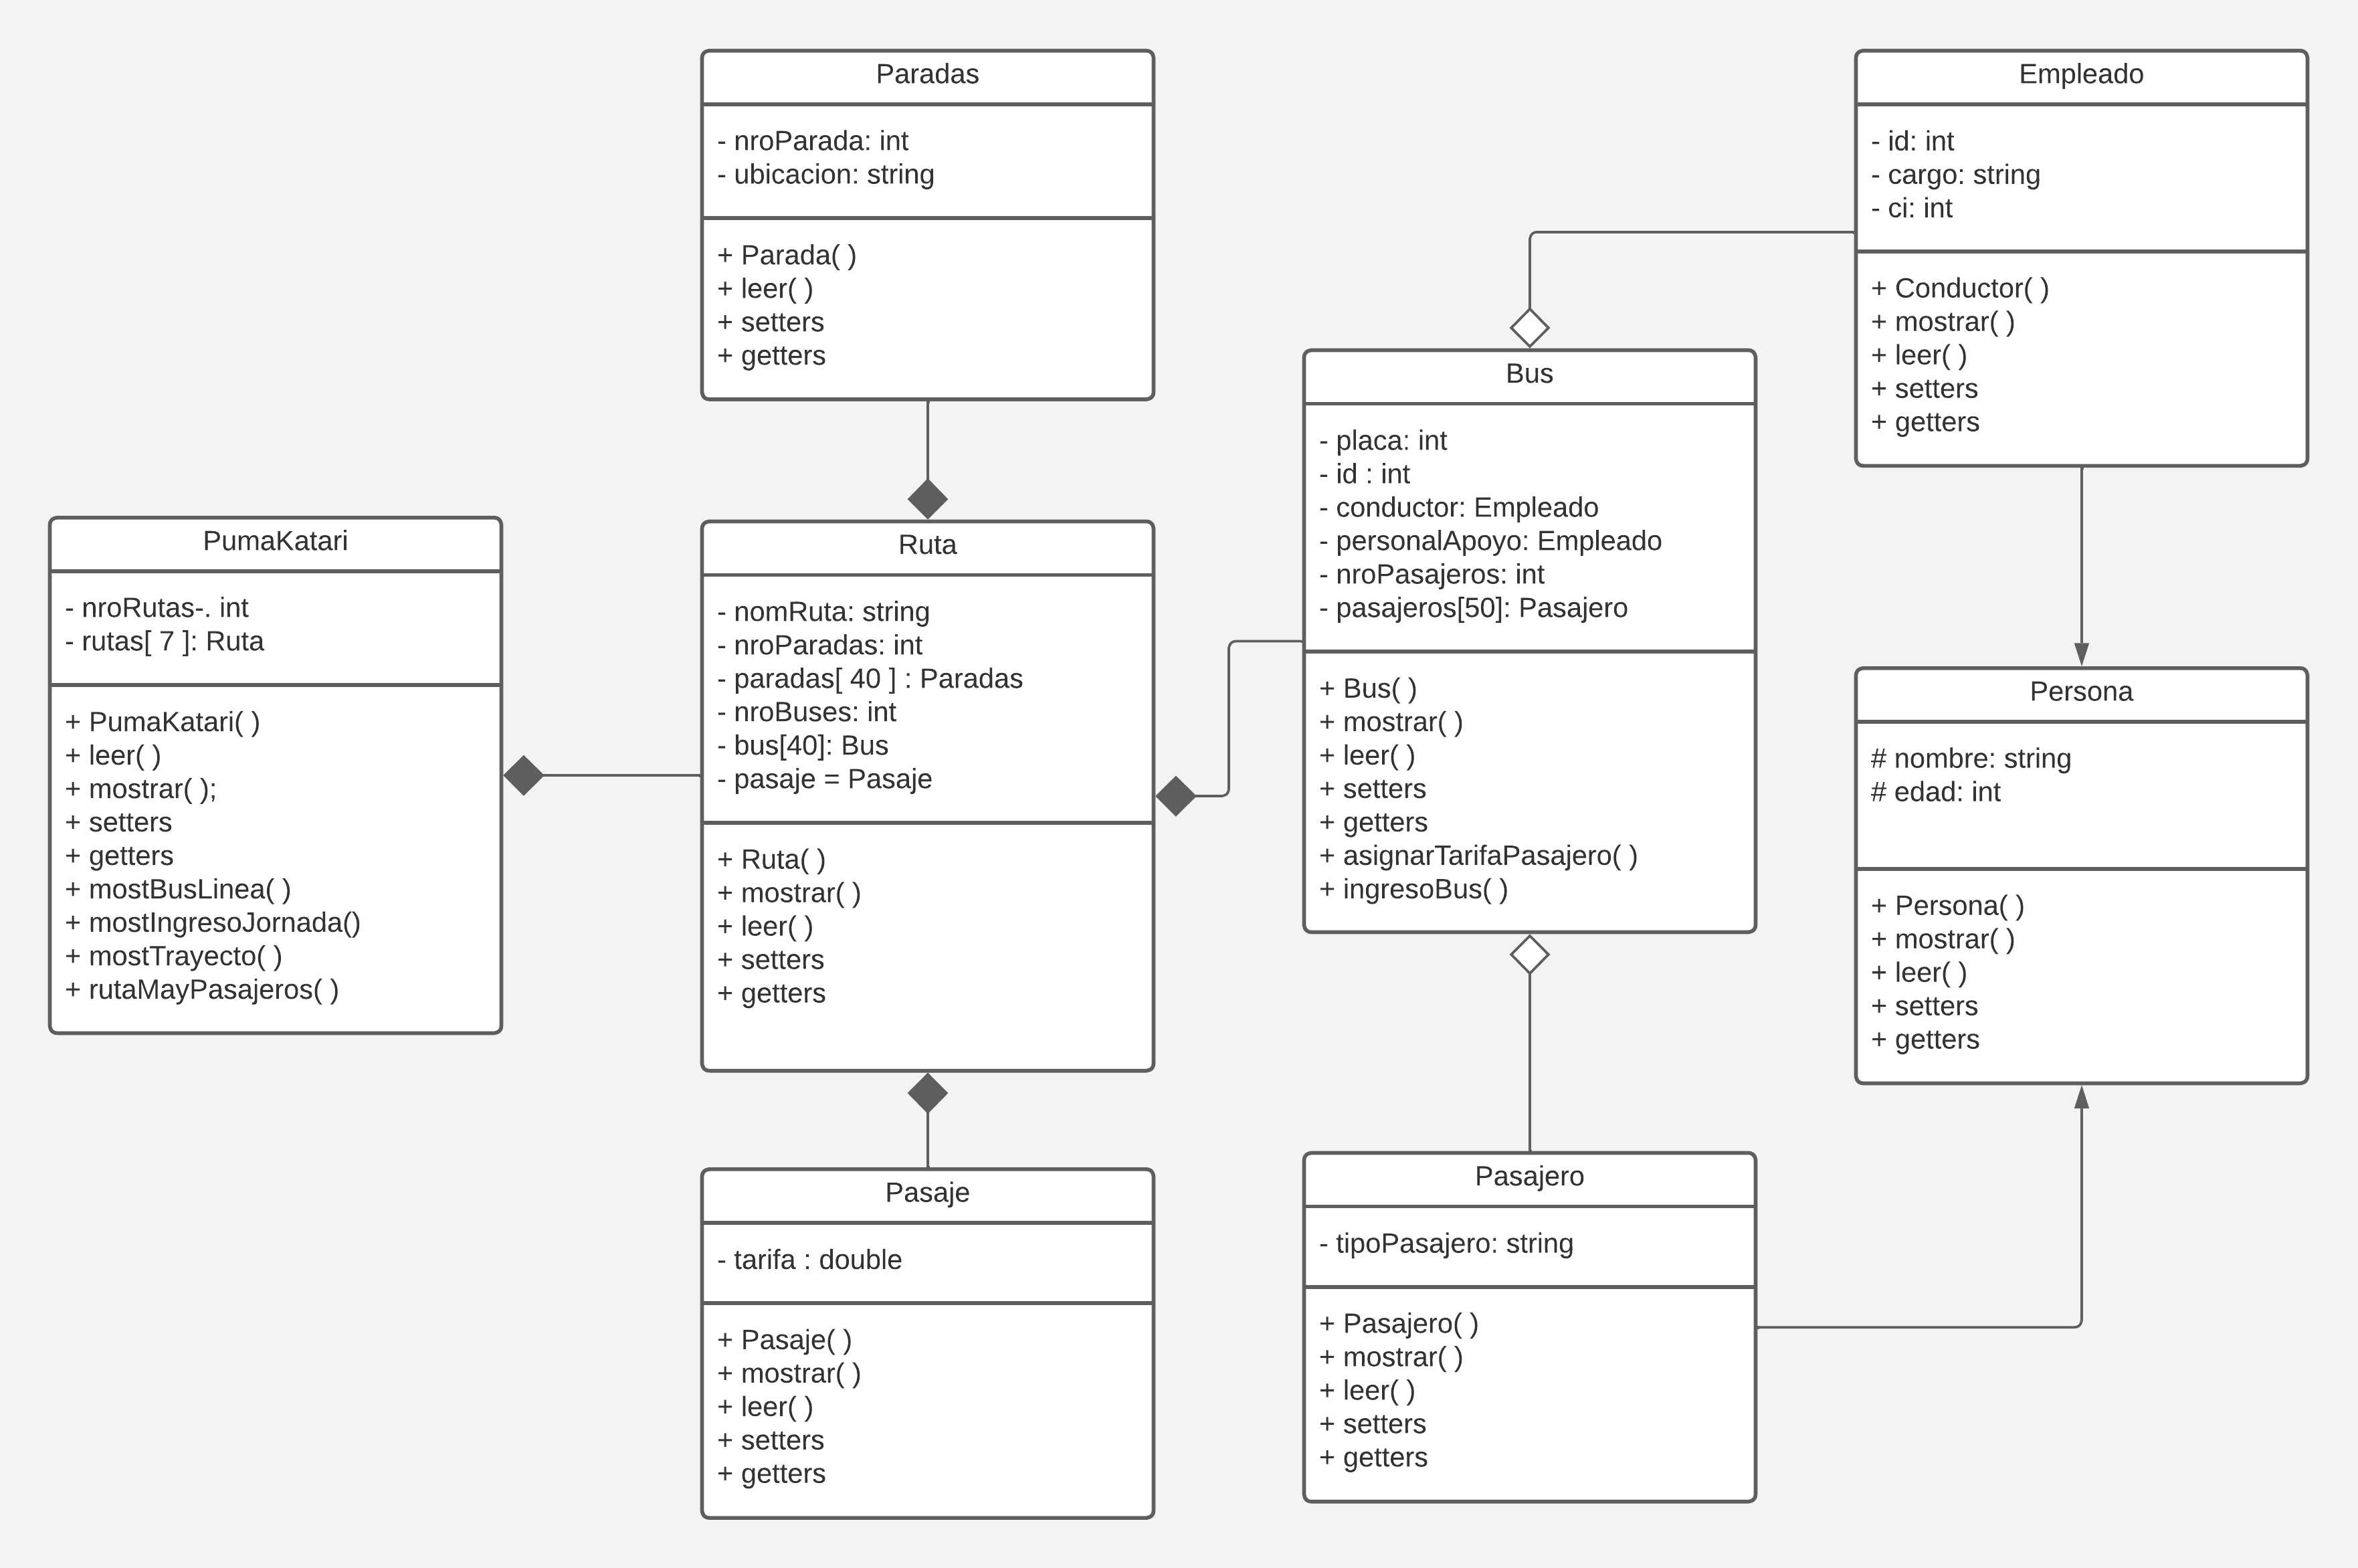 Paradas
- nroParada: int
- ubicacion: string
+ Parada( )
+ leer( )
+ setters
+ getters
Empleado
- id: int
- cargo: string
- ci: int
+ Conductor( )
+ mostrar( )
+ leer( )
+ setters
+ getters
Bus
- placa: int
- id : int
- conductor: Empleado
- personalApoyo: Empleado
- nroPasajeros: int
- pasajeros[50]: Pasajero
+ Bus( )
+ mostrar( )
+ leer( )
+ setters
+ getters
+ asignarTarifaPasajero( )
+ ingresoBus( )
PumaKatari
- nroRutas-. int
- rutas[ 7 ]: Ruta
+ PumaKatari( )
+ leer( )
+ mostrar( );
+ setters
+ getters
+ mostBusLinea( )
+ mostIngresoJornada()
+ mostTrayecto( )
+ rutaMayPasajeros( )
Ruta
- nomRuta: string
- nroParadas: int
- paradas[ 40 ] : Paradas
- nroBuses: int
- bus[40]: Bus
- pasaje = Pasaje
+ Ruta( )
+ mostrar( )
+ leer( )
+ setters
+ getters
Persona
# nombre: string
# edad: int
+ Persona( )
+ mostrar( )
+ leer( )
+ setters
+ getters
Pasaje
- tarifa : double
+ Pasaje( )
+ mostrar( )
+ leer( )
+ setters
+ getters
Pasajero
- tipoPasajero: string
+ Pasajero( )
+ mostrar( )
+ leer( )
+ setters
+ getters